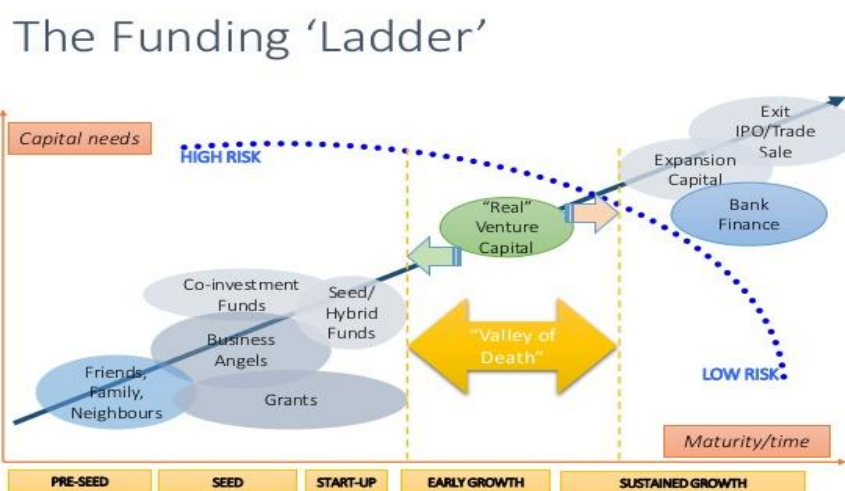 The Funding ‘Ladder’
Capital needs
HIGH RISK
Exit
IPO/Trade
Sale
Expansion
Capital
Bank
Finance
“Real”
Venture
Capital
Co-investment
Funds
Seed/
Hybrid
Funds
Business
Angels
Friends,
Family,
Neighbours
Grants
“Valley of
Death”
LOW RISK
Maturity/time
PRE-SEED
SEED
START-UP
EARLY GROWTH
SUSTAINED GROWTH